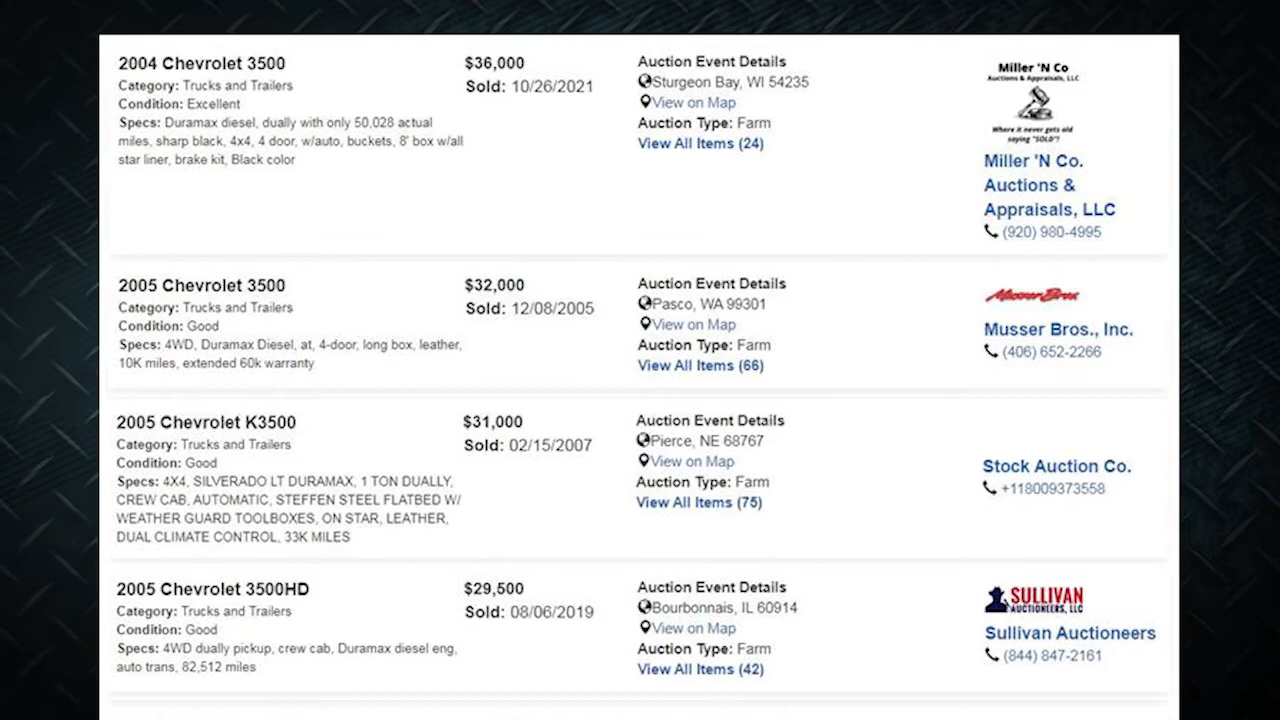 2004 Chevrolet 3500
Category: Trucks and Trailers
Condition: Excellent
Specs: Duramax diesel, dually with only 50,028 actual
miles, sharp black, 4x4, 4 door, w/auto, buckets, 8' box w/all
star liner, brake kit, Black color
$36,000
Sold: 10/26/2021
Auction Event Details
Sturgeon Bay, WI 54235
View on Map
Auction Type: Farm
View All Items (24)
Miller 'N Co
Auctions & Appraisals, LLC
Where it never gets old
saying "SOLD"!
Miller 'N Co.
Auctions &
Appraisals, LLC
(920) 980-4995
2005 Chevrolet 3500
Category: Trucks and Trailers
Condition: Good
Specs: 4WD, Duramax Diesel, at, 4-door, long box, leather,
10K miles, extended 60k warranty
$32,000
Sold: 12/08/2005
Auction Event Details
Pasco, WA 99301
View on Map
Auction Type: Farm
View All Items (66)
Musser Bros
Musser Bros., Inc.
(406) 652-2266
2005 Chevrolet K3500
Category: Trucks and Trailers
Condition: Good
Specs: 4X4, SILVERADO LT DURAMAX, 1 TON DUALLY,
CREW CAB, AUTOMATIC, STEFFEN STEEL FLATBED W/
WEATHER GUARD TOOLBOXES, ON STAR, LEATHER,
DUAL CLIMATE CONTROL, 33K MILES
$31,000
Sold: 02/15/2007
Auction Event Details
Pierce, NE 68767
View on Map
Auction Type: Farm
View All Items (75)
Stock Auction Co.
+118009373558
2005 Chevrolet 3500HD
Category: Trucks and Trailers
Condition: Good
Specs: 4WD dually pickup, crew cab, Duramax diesel eng,
auto trans, 82,512 miles
$29,500
Sold: 08/06/2019
Auction Event Details
Bourbonnais, IL 60914
View on Map
Auction Type: Farm
View All Items (42)
SULLIVAN
AUCTIONEERS, LLC
Sullivan Auctioneers
(844) 847-2161